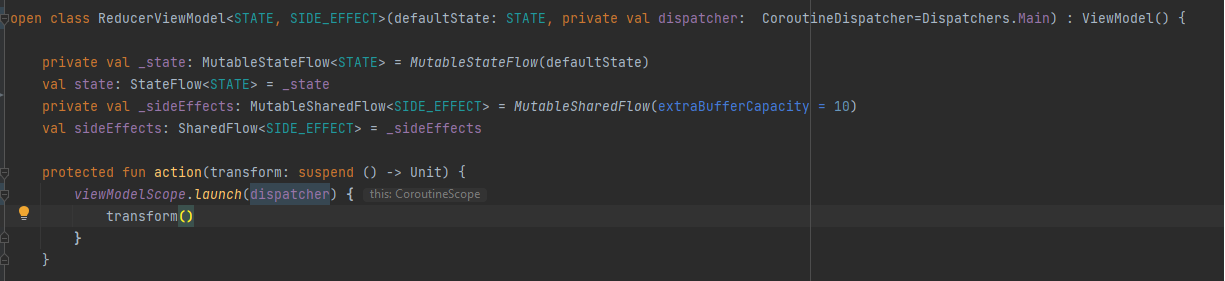 open class ReducerViewModel<STATE, SIDE_EFFECT>(defaultState: STATE, private val dispatcher:  CoroutineDispatcher=Dispatchers.Main) : ViewModel() {
private val _state: MutableStateFlow<STATE> = MutableStateFlow(defaultState)
val state: StateFlow<STATE> = _state
private val _sideEffects: MutableSharedFlow<SIDE_EFFECT> = MutableSharedFlow(extraBufferCapacity = 10)
val sideEffects: SharedFlow<SIDE_EFFECT> = _sideEffects
protected fun action(transform: suspend () -> Unit) {
viewModelScope.launch(dispatcher) { this: CoroutineScope
transform()
}
}